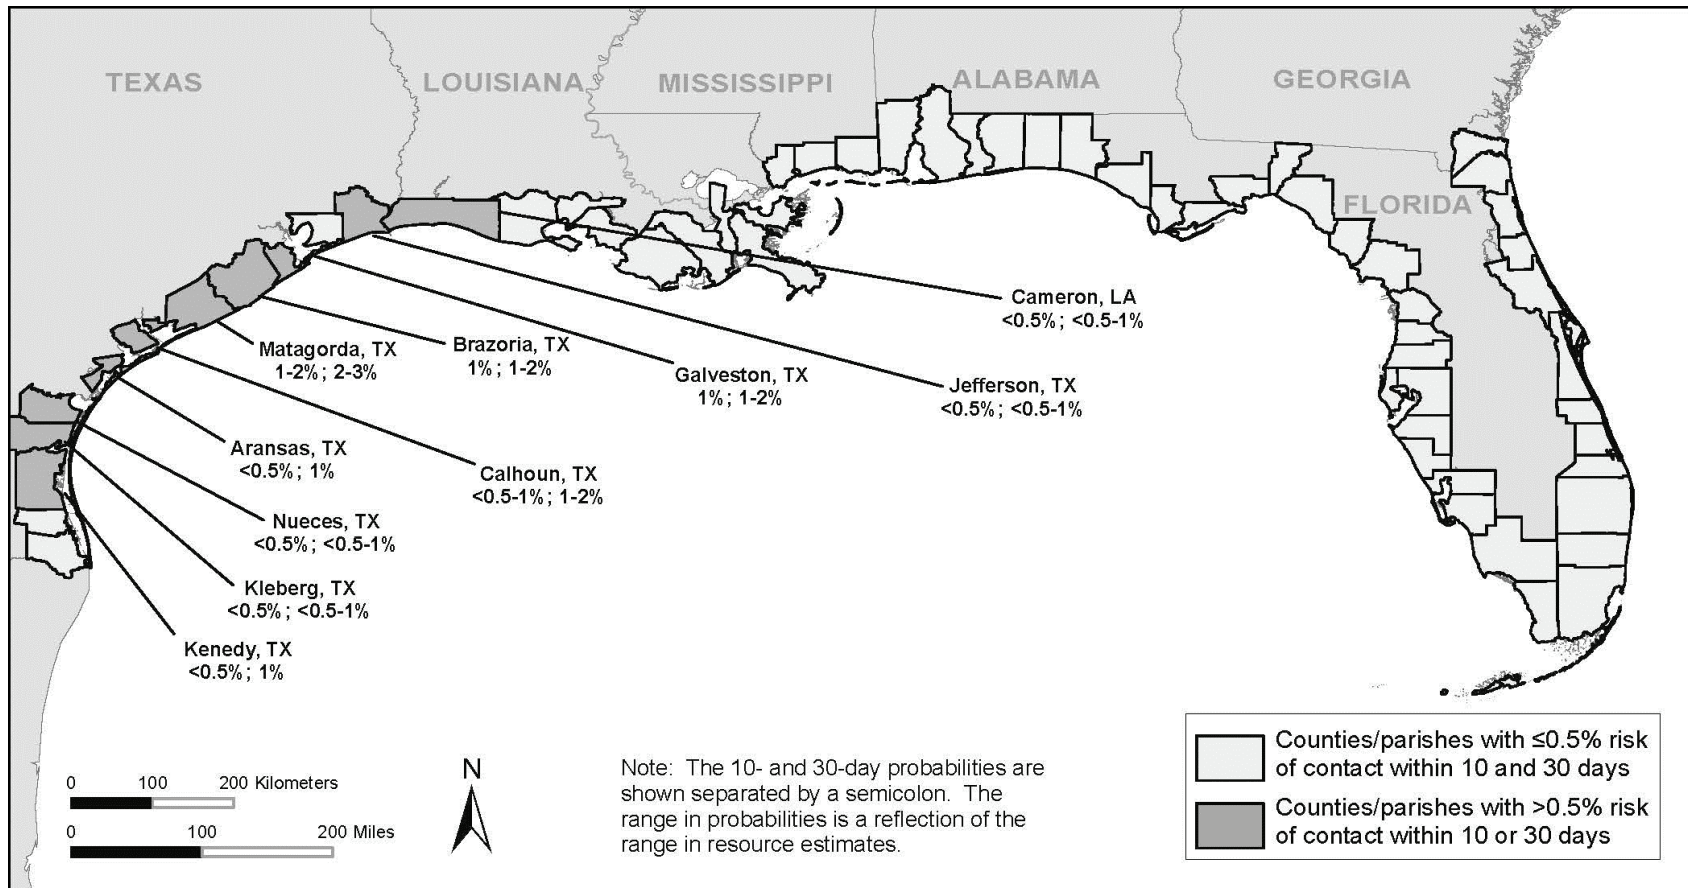 TEXAS
LOUISIANA
MISSISSIPPI
ALABAMA
GEORGIA
FLORIDA
Cameron, LA
<0.5% ; <0.5-1%
Matagorda, TX
1-2% ; 2-3%
Brazoria, TX
1% ; 1-2%
Galveston, TX
1% ; 1-2%
Jefferson, TX
<0.5% ; <0.5-1%
Aransas, TX
<0.5% ; 1%
Calhoun, TX
<0.5-1% ; 1-2%
Nueces, TX
<0.5% ; <0.5-1%
Kleberg, TX
<0.5% ; <0.5-1%
Kenedy, TX
<0.5% ; 1%
0 100 200 Kilometers
0 100 200 Miles
N
Note: The 10- and 30-day probabilities are
shown separated by a semicolon. The
range in probabilities is a reflection of the
range in resource estimates.
Counties/parishes with ≤0.5% risk
of contact within 10 and 30 days
Counties/parishes with >0.5% risk
of contact within 10 or 30 days